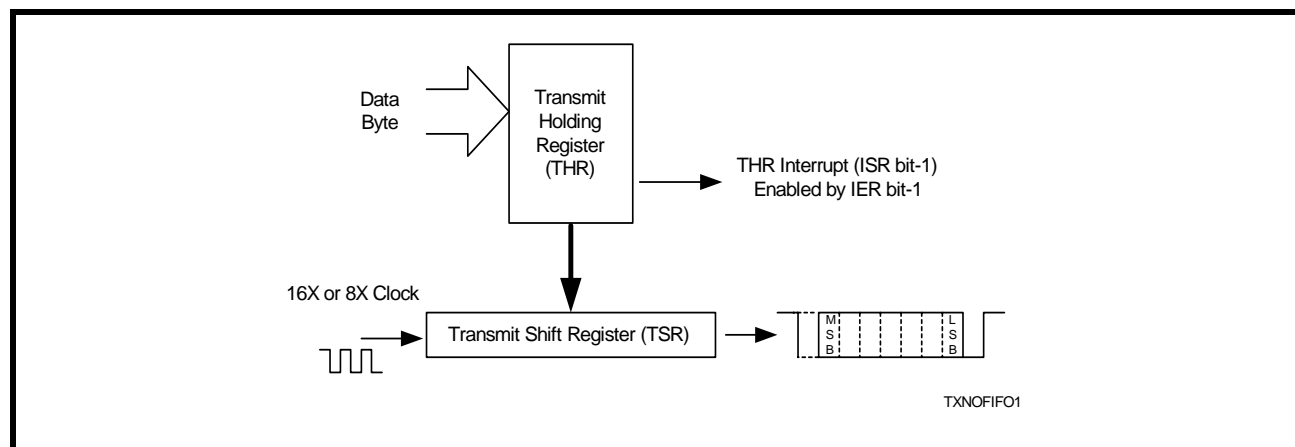 Data
Byte
Transmit
Holding
Register
(THR)
THR Interrupt (ISR bit-1)
Enabled by IER bit-1
16X or 8X Clock
Transmit Shift Register (TSR)
M
S
B
L
S
B
TXNOFIFO1